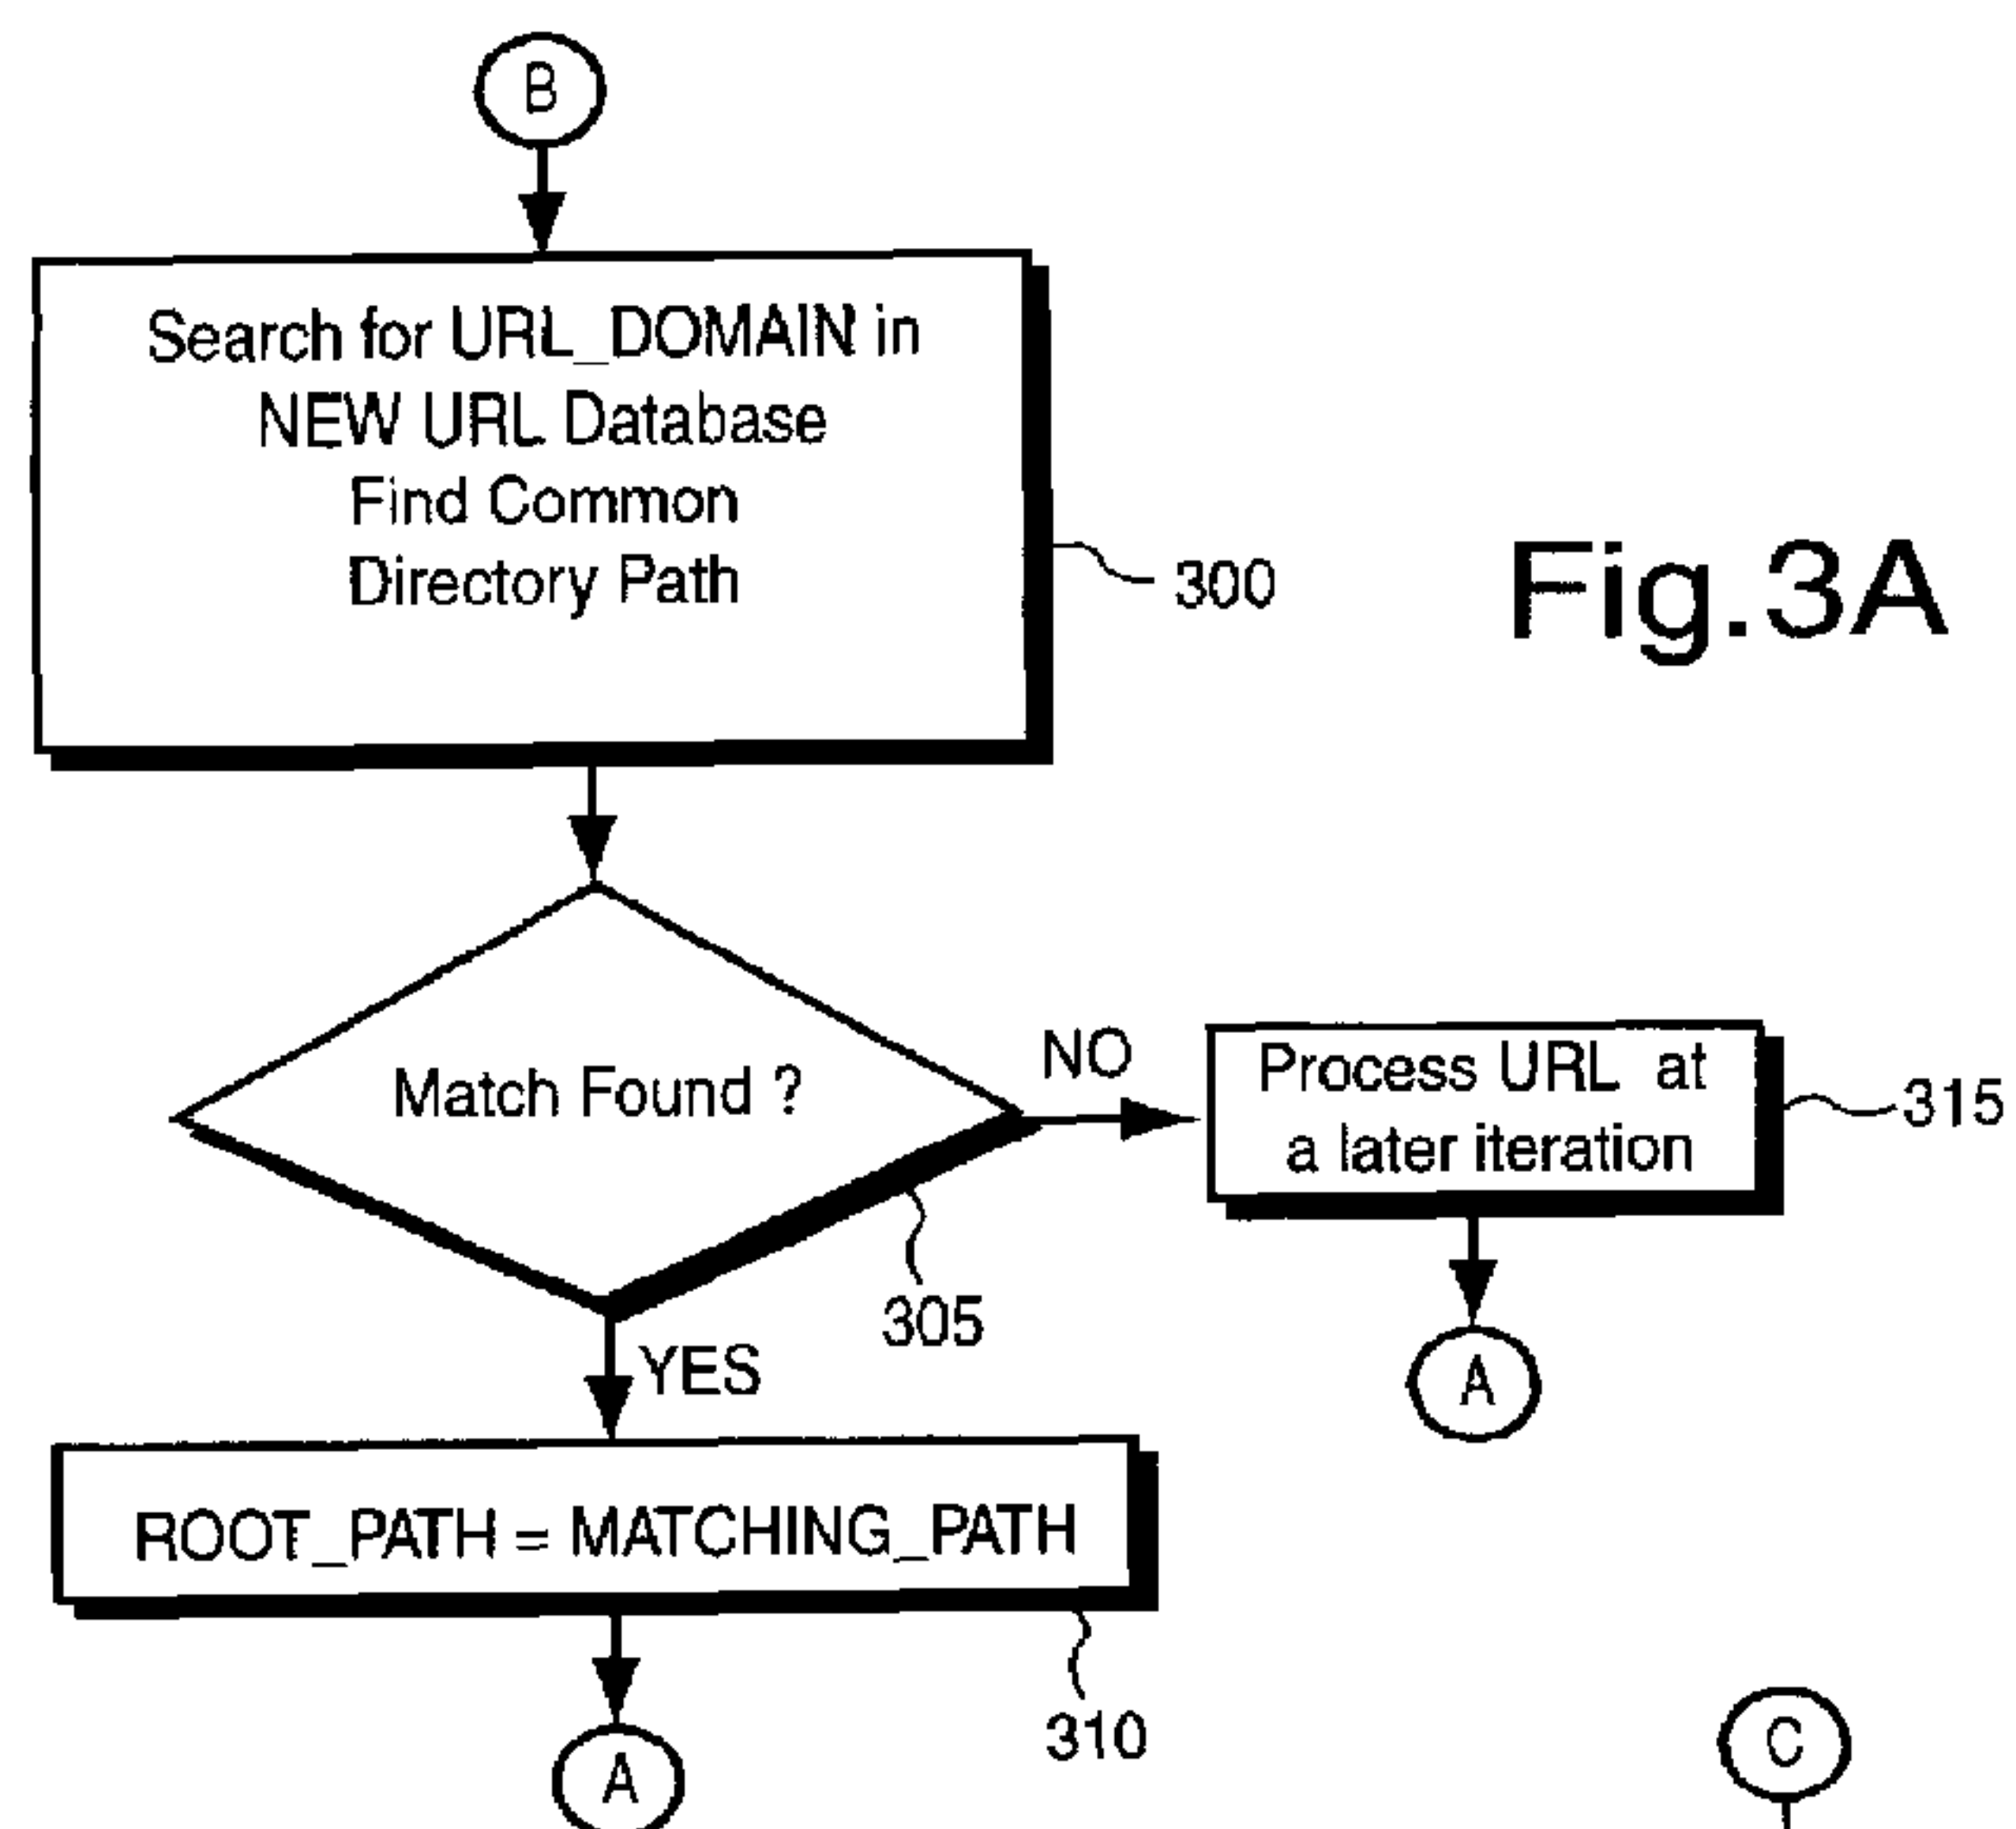 B
Search for URL_DOMAIN in
NEW URL Database
Find Common
Directory Path
300
Fig.3A
Match Found ?
NO
Process URL at
a later iteration
315
305
YES
A
ROOT_PATH = MATCHING_PATH
310
A
C